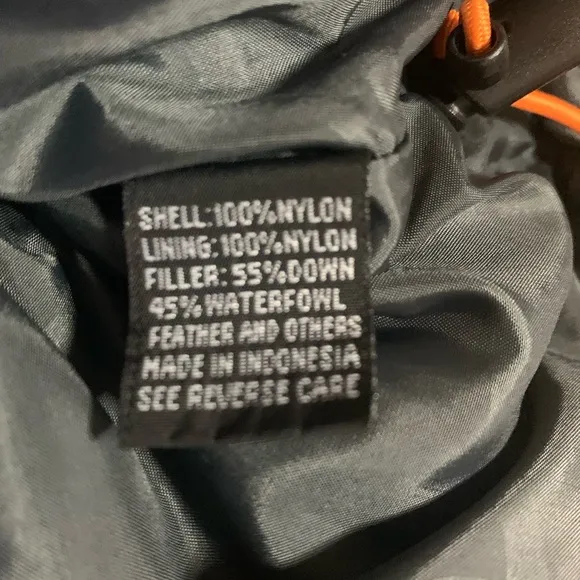 SHELL:100%NYLON
LINING:100%NYLON
FILLER: 55%DOWN
45%WATERFOWL
FEATHER AND OTHERS
MADE IN INDONESIA
SEE REVERSE CARE